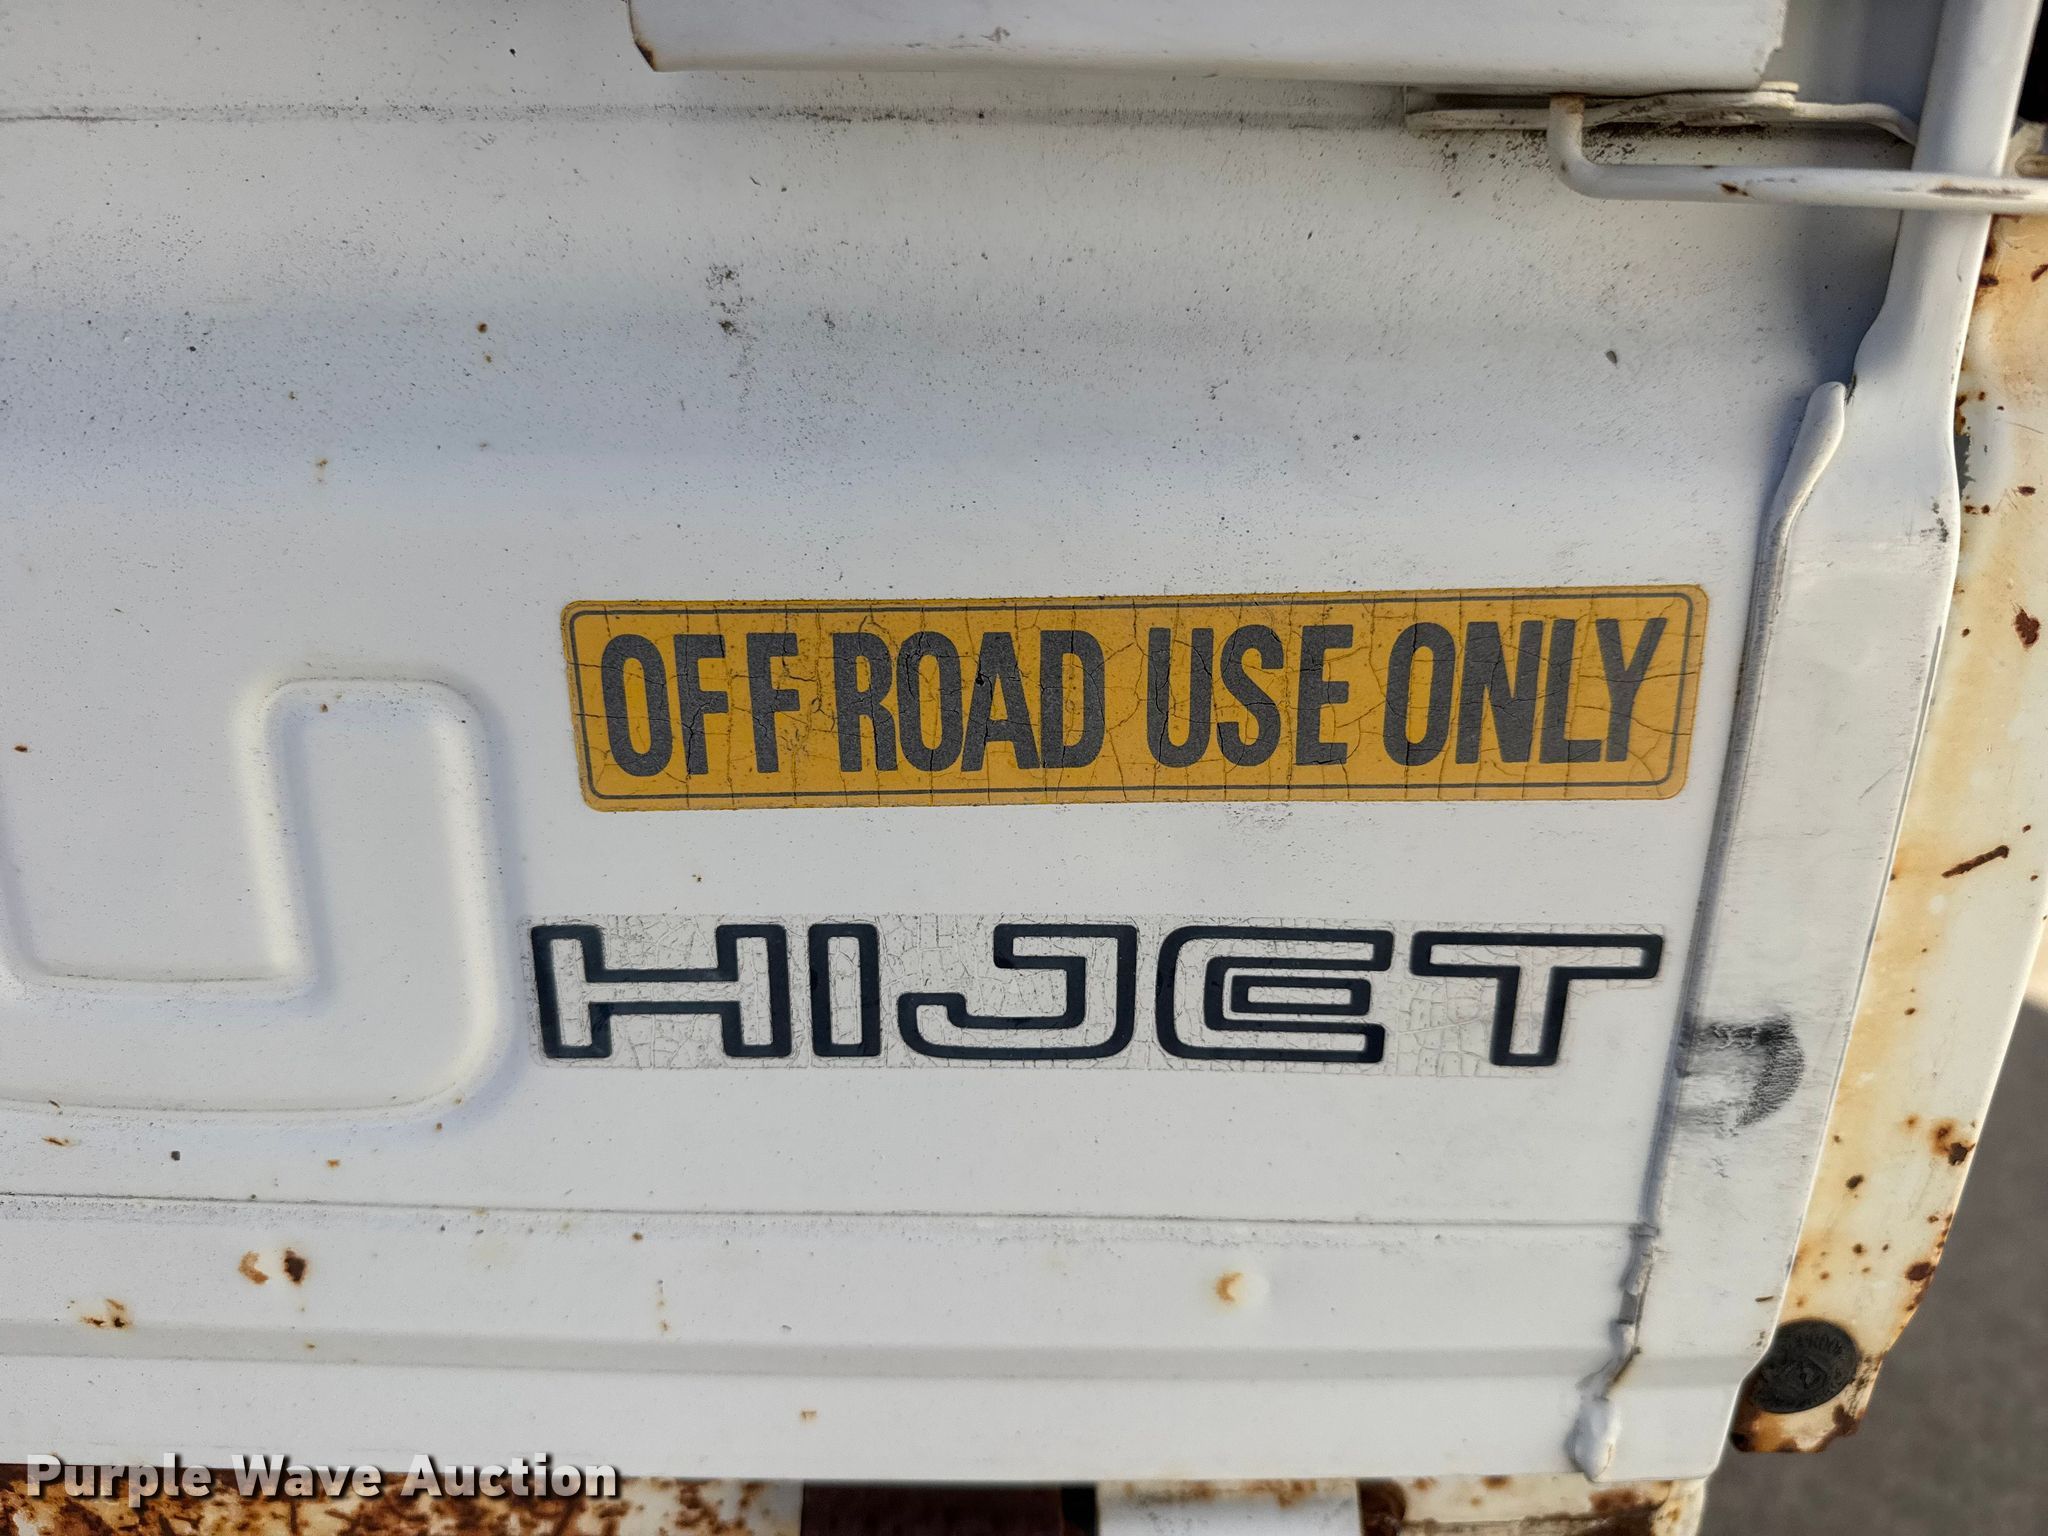 OFF ROAD USE ONLY
HIJET
Purple Wave Auction